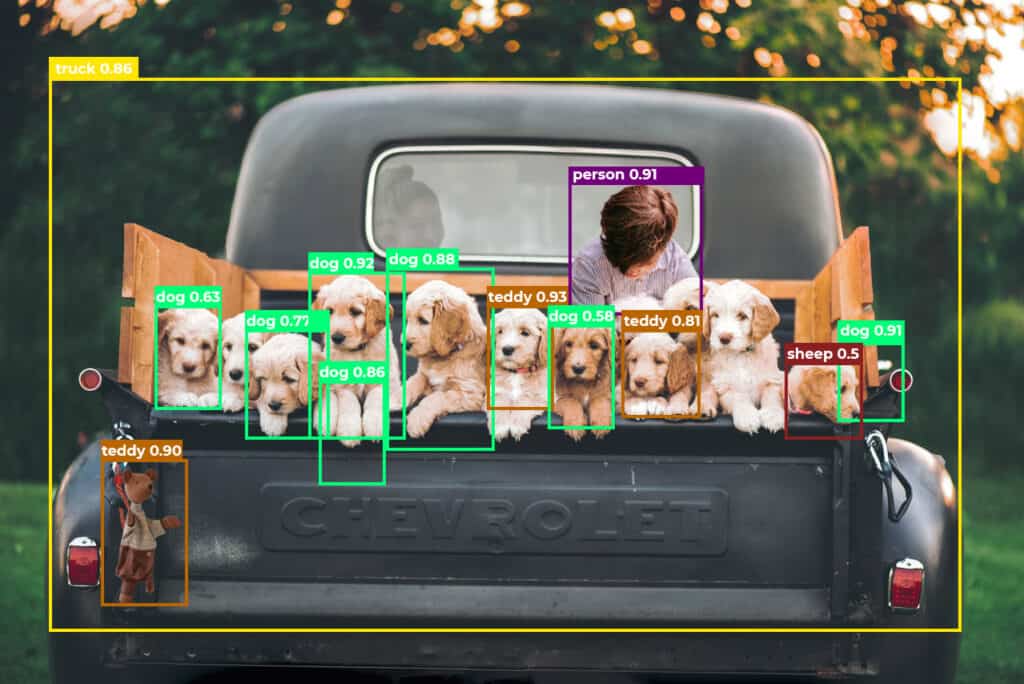 truck 0.86
person 0.91
dog 0.92
dog 0.88
dog 0.63
teddy 0.93
dog 0.77
dog 0.58
teddy 0.81
dog 0.91
sheep 0.5
dog 0.86
teddy 0.90
CHEVROLET